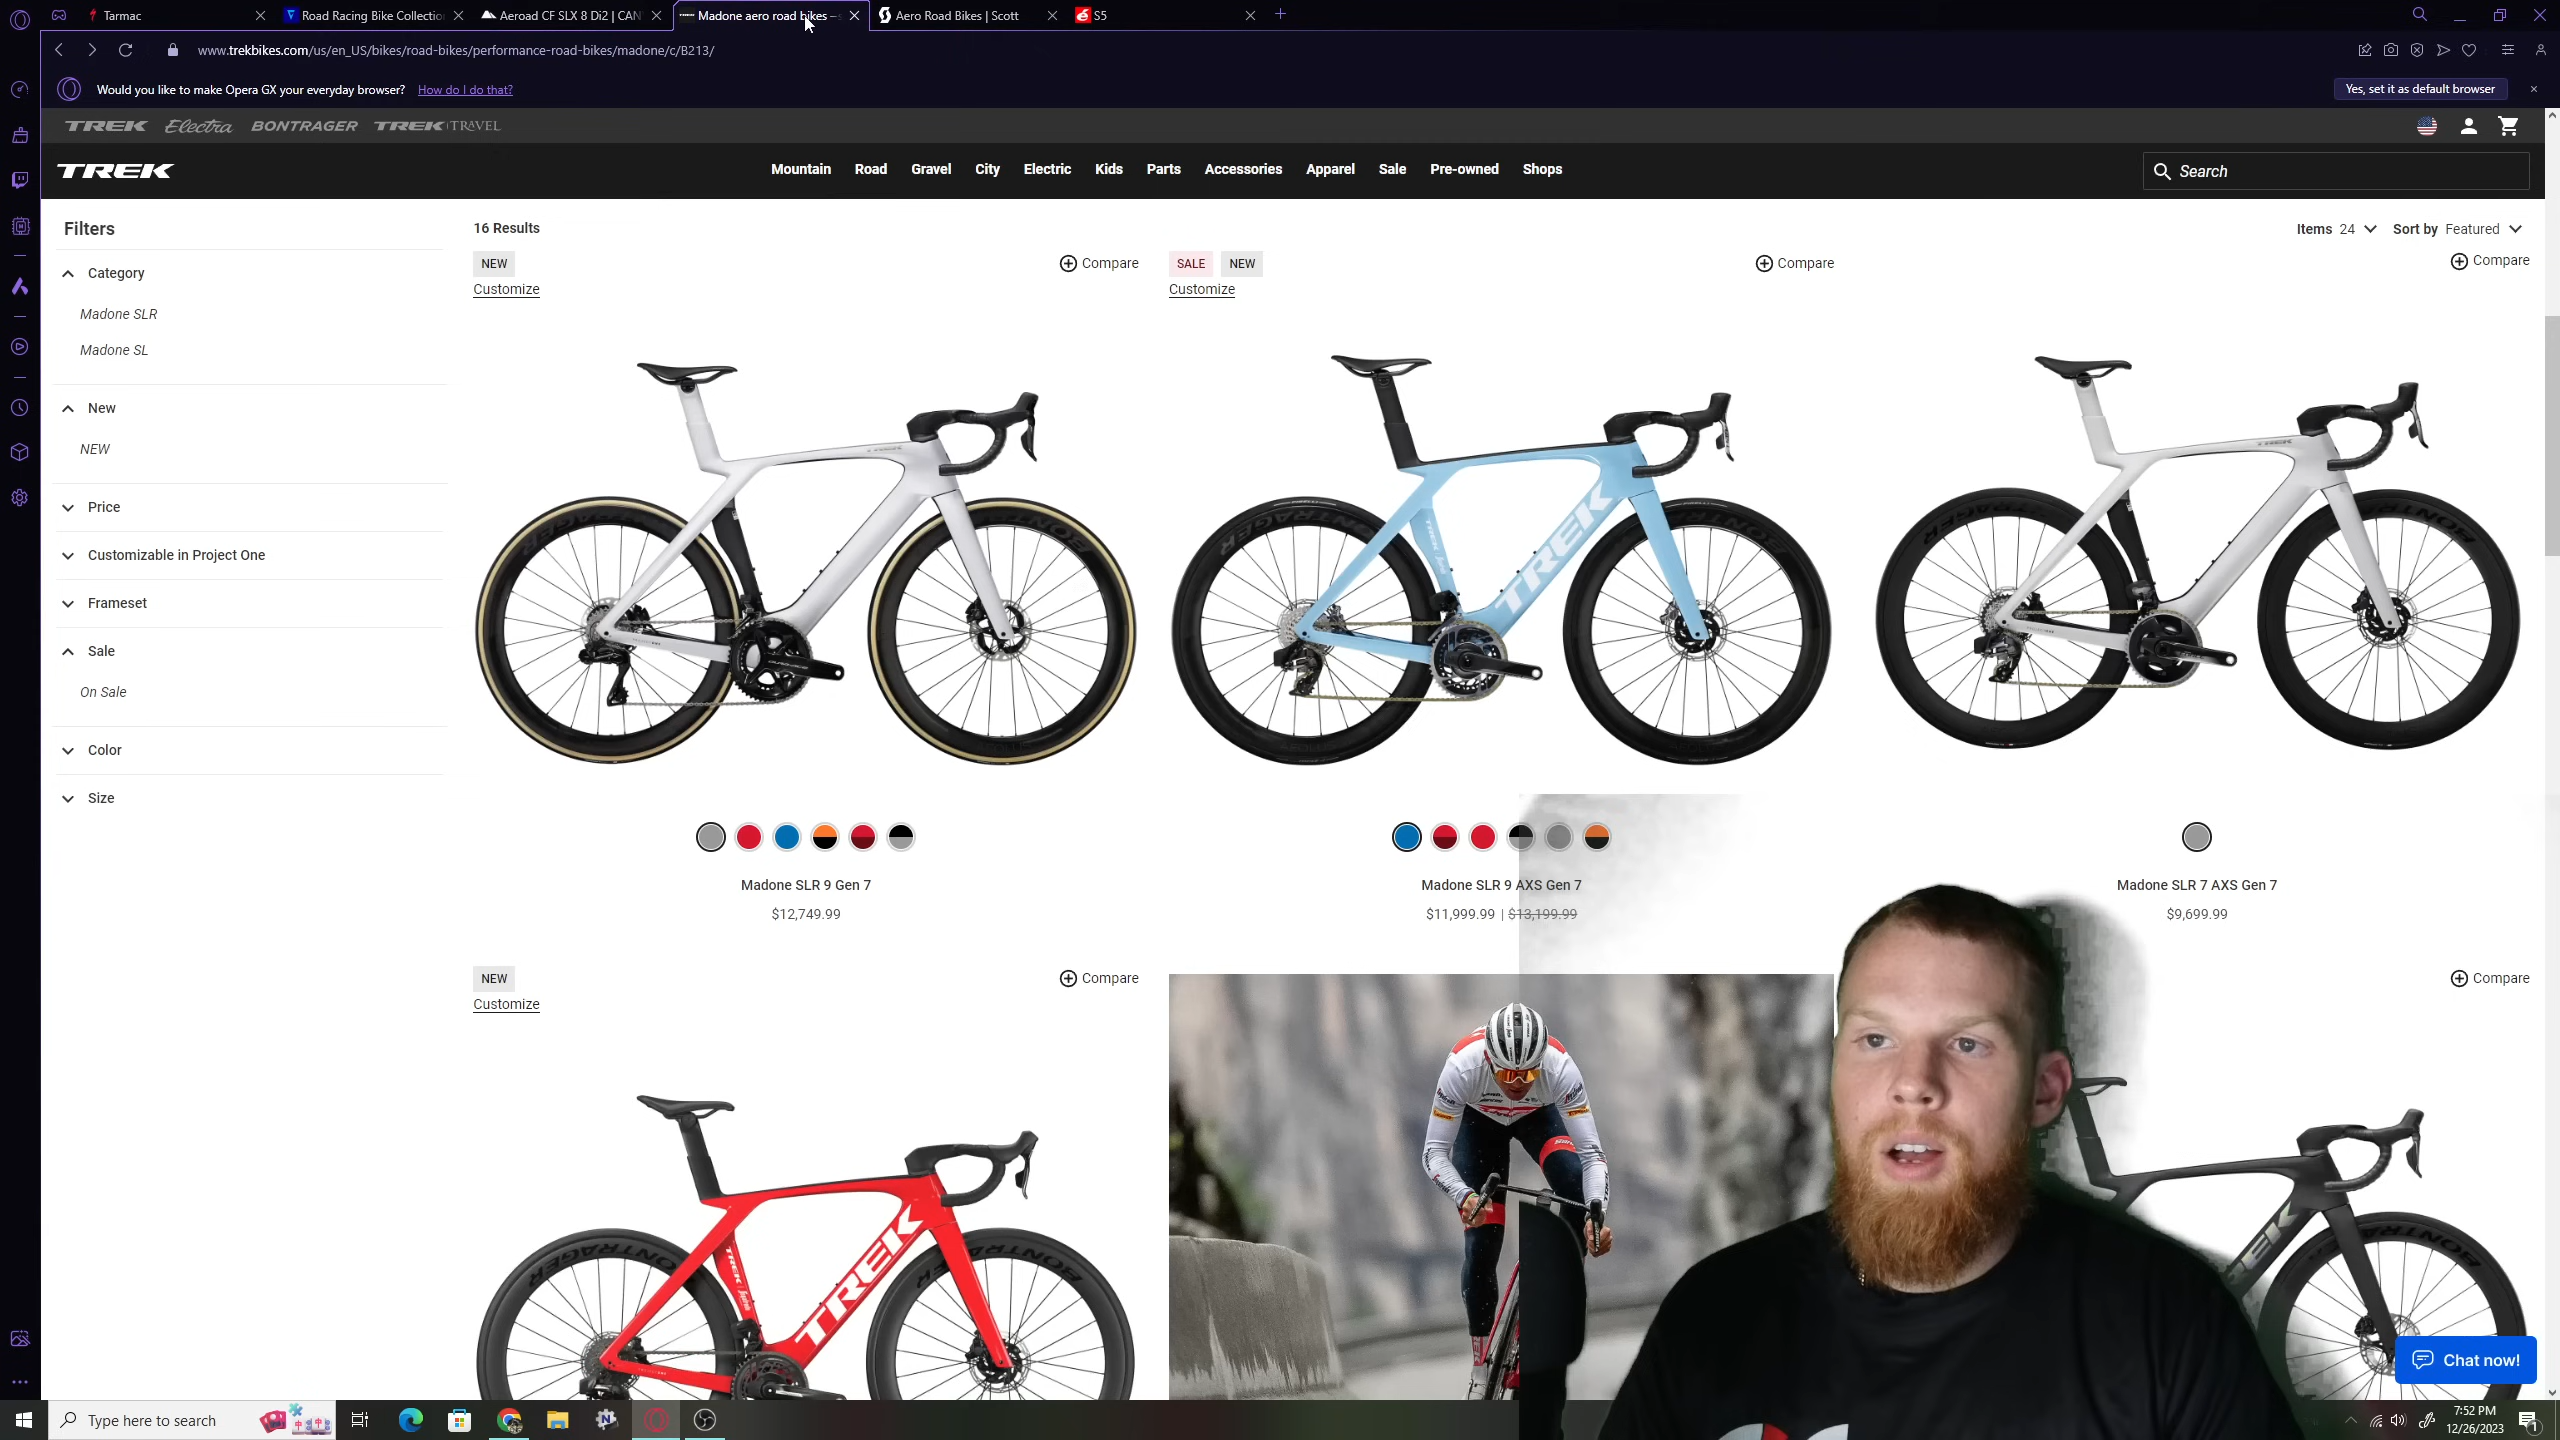 Tarmac
Road Racing Bike Collectio
Aeroad CF SLX 8 Di2 | CAN
Madone aero road bikes –
Aero Road Bikes | Scott
S5
www.trekbikes.com/us/en_US/bikes/road-bikes/performance-road-bikes/madone/c/B213/
Would you like to make Opera GX your everyday browser? How do I do that?
Yes, set it as default browser
TREK Electra BONTRAGER TREK TRAVEL
TREK
Mountain Road Gravel City Electric Kids Parts Accessories Apparel Sale Pre-owned Shops
Search
Filters
Category
Madone SLR
Madone SL
New
NEW
Price
Customizable in Project One
Frameset
Sale
On Sale
Color
Size
16 Results
Items 24 Sort by Featured
NEW
Compare
Customize
SALE NEW
Compare
Customize
Compare
TREK
Madone SLR 9 Gen 7
$12,749.99
Madone SLR 9 AXS Gen 7
$11,999.99 | $13,199.99
Madone SLR 7 AXS Gen 7
$9,699.99
NEW
Compare
Customize
Compare
TREK
Chat now!
Type here to search
7:52 PM
12/26/2023
1